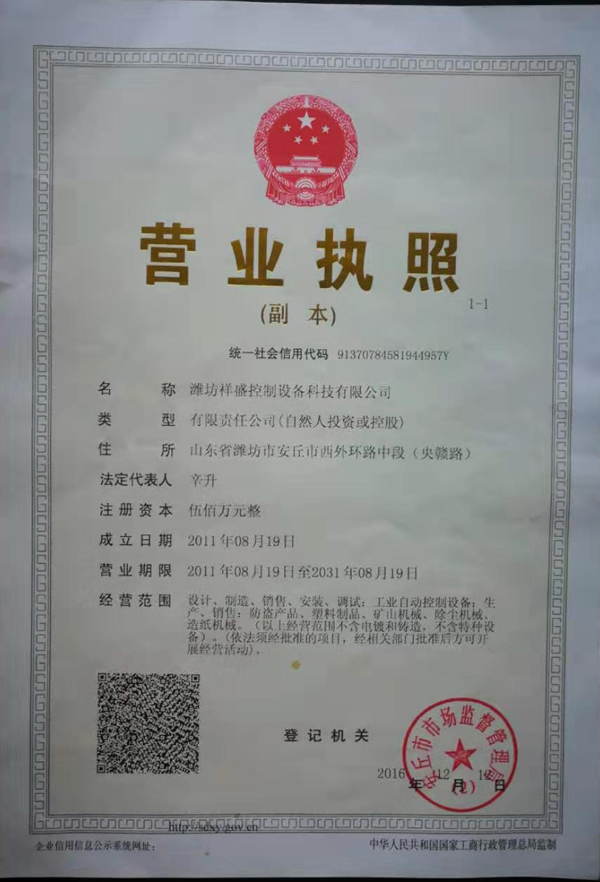 营业执照
(副 本)
1-1
统一社会信用代码 91370784581944957Y
名 称 潍坊祥盛控制设备科技有限公司
类 型 有限责任公司(自然人投资或控股)
住 所 山东省潍坊市安丘市西外环路中段（央赣路）
法定代表人 辛升
注册资本 伍佰万元整
成立日期 2011年08月19日
营业期限 2011年08月19日至2031年08月19日
经营范围 设计、制造、销售、安装、调试：工业自动控制设备；生
产、销售：防盗产品、塑料制品、矿山机械、除尘机械、
造纸机械。（以上经营范围不含电镀和铸造，不含特种设
备）。(依法须经批准的项目，经相关部门批准后方可开
展经营活动)。
登记机关
安丘市市场监督管理局
(2)
2016年12月 日
http://sdxy.gov.cn
企业信用信息公示系统网址：
中华人民共和国国家工商行政管理总局监制